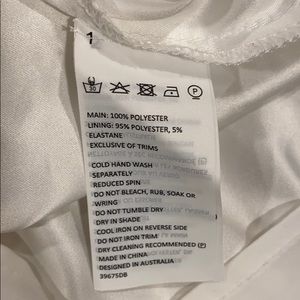 30 P
MAIN: 100% POLYESTER
LINING: 95% POLYESTER, 5%
ELASTANE
EXCLUSIVE OF TRIMS
COLD HAND WASH
SEPARATELY
REDUCED SPIN
DO NOT BLEACH, RUB, SOAK OR
WRING
DO NOT TUMBLE DRY
DRY IN SHADE
COOL IRON ON REVERSE SIDE
DO NOT IRON TRIM
DRY CLEANING RECOMMENDED Ⓟ
MADE IN CHINA
DESIGNED IN AUSTRALIA
39675DB